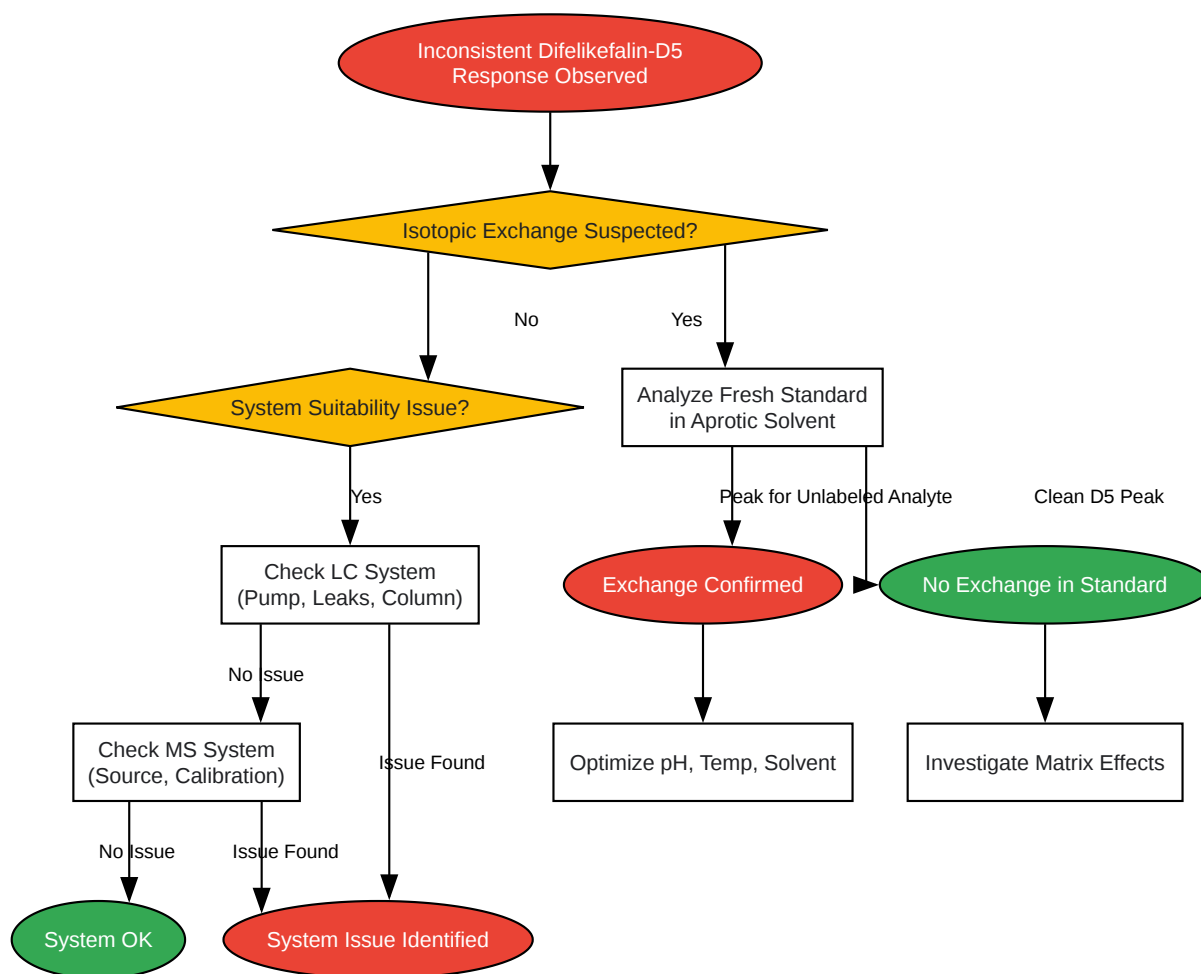 Inconsistent Difelikefalin-D5
Response Observed
Isotopic Exchange Suspected?
No
Yes
System Suitability Issue?
Analyze Fresh Standard
in Aprotic Solvent
Yes
Peak for Unlabeled Analyte
Clean D5 Peak
Check LC System
(Pump, Leaks, Column)
Exchange Confirmed
No Exchange in Standard
No Issue
Issue Found
Check MS System
(Source, Calibration)
Optimize pH, Temp, Solvent
Investigate Matrix Effects
No Issue
Issue Found
System OK
System Issue Identified